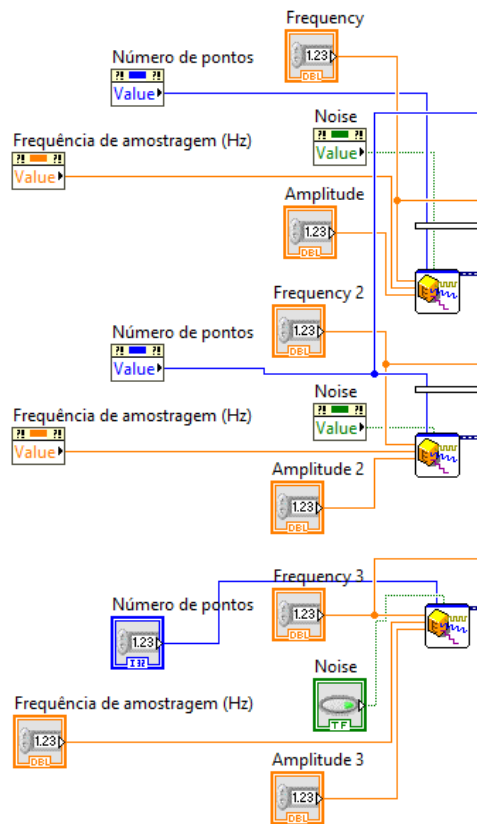 Frequency
1.23
DBL
Número de pontos
?!
Value
Noise
?!
Value
Frequência de amostragem (Hz)
?!
Value
Amplitude
1.23
DBL
Frequency 2
1.23
DBL
Número de pontos
?!
Value
Noise
?!
Value
Frequência de amostragem (Hz)
?!
Value
Amplitude 2
1.23
DBL
Frequency 3
1.23
DBL
Número de pontos
1.23
I32
Noise
TF
Frequência de amostragem (Hz)
1.23
DBL
Amplitude 3
1.23
DBL